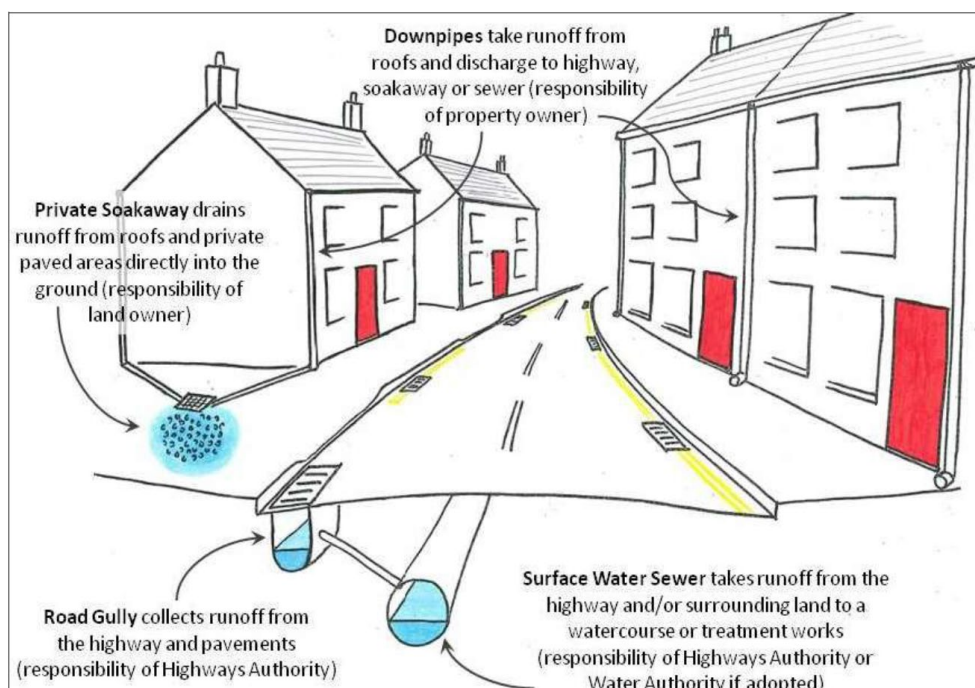 Downpipes take runoff from
roofs and discharge to highway,
soakaway or sewer (responsibility
of property owner)
Private Soakaway drains
runoff from roofs and private
paved areas directly into the
ground (responsibility of
land owner)
Road Gully collects runoff from
the highway and pavements
(responsibility of Highways Authority)
Surface Water Sewer takes runoff from the
highway and/or surrounding land to a
watercourse or treatment works
(responsibility of Highways Authority or
Water Authority if adopted)